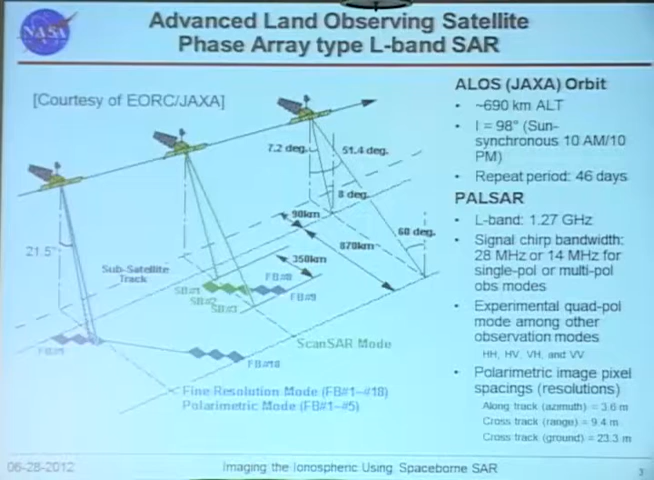 NASA
Advanced Land Observing Satellite
Phase Array type L-band SAR
[Courtesy of EORC/JAXA]
7.2 deg.
51.4 deg.
8 deg.
21.5°
90km
60 deg.
870km
350km
Sub-Satellite
Track
SB#1
SB#2
SB#3
FB#1
FB#18
ScanSAR Mode
Fine Resolution Mode (FB#1~#18)
Polarimetric Mode (FB#1~#5)
ALOS (JAXA) Orbit
• ~690 km ALT
• I = 98° (Sun-
synchronous 10 AM/10
PM)
• Repeat period: 46 days
PALSAR
• L-band: 1.27 GHz
• Signal chirp bandwidth:
28 MHz or 14 MHz for
single-pol or multi-pol
obs modes
• Experimental quad-pol
mode among other
observation modes
HH, HV, VH, and VV
• Polarimetric image pixel
spacings (resolutions)
Along track (azimuth) = 3.6 m
Cross track (range) = 9.4 m
Cross track (ground) = 23.3 m
06-28-2012
Imaging the Ionospheric Using Spaceborne SAR
3